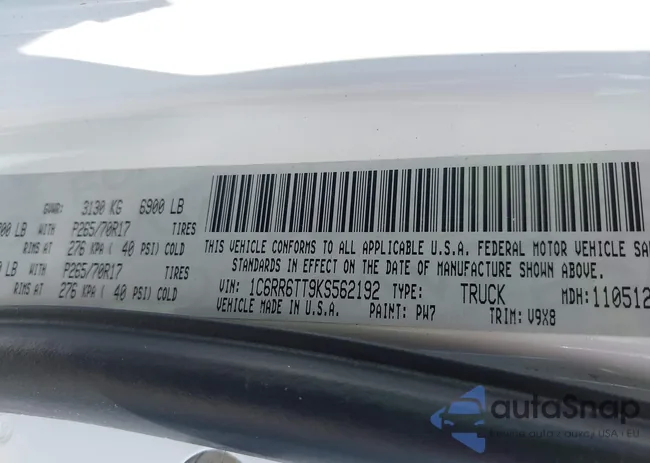 GVWR: 3130 KG 6900 LB
00 LB WITH P265/70R17 TIRES
RIMS AT 276 KPA ( 40 PSI) COLD
LB WITH P265/70R17 TIRES
RIMS AT 276 KPA ( 40 PSI) COLD
THIS VEHICLE CONFORMS TO ALL APPLICABLE U.S.A. FEDERAL MOTOR VEHICLE SA
STANDARDS IN EFFECT ON THE DATE OF MANUFACTURE SHOWN ABOVE.
VIN: 1C6RR6TT9KS562192 TYPE: TRUCK MDH: 110512
VEHICLE MADE IN U.S.A. PAINT: PW7 TRIM: V9X8
autoSnap
USA EU